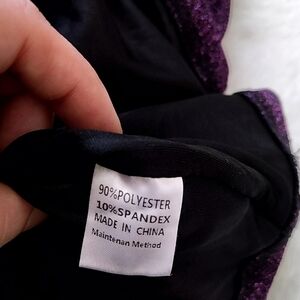 90%POLYESTER
10%SPANDEX
MADE IN CHINA
Maintenan Method